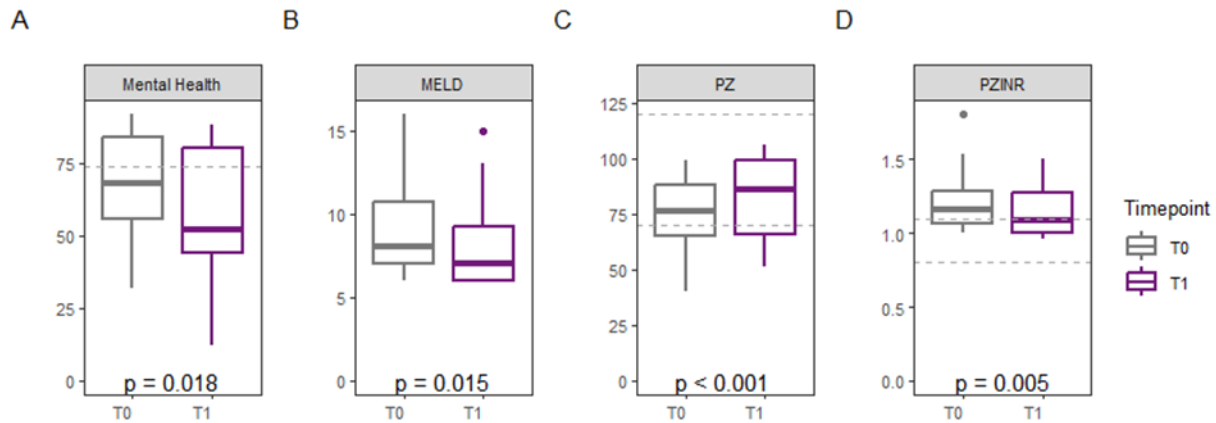 A
B
C
D
Mental Health
MELD
PZ
PZINR
75
50
25
0
15
10
5
0
125
100
75
50
25
0
1.5
1.0
0.5
0.0
p = 0.018
p = 0.015
p < 0.001
p = 0.005
T0 T1
T0 T1
T0 T1
T0 T1
Timepoint
T0
T1